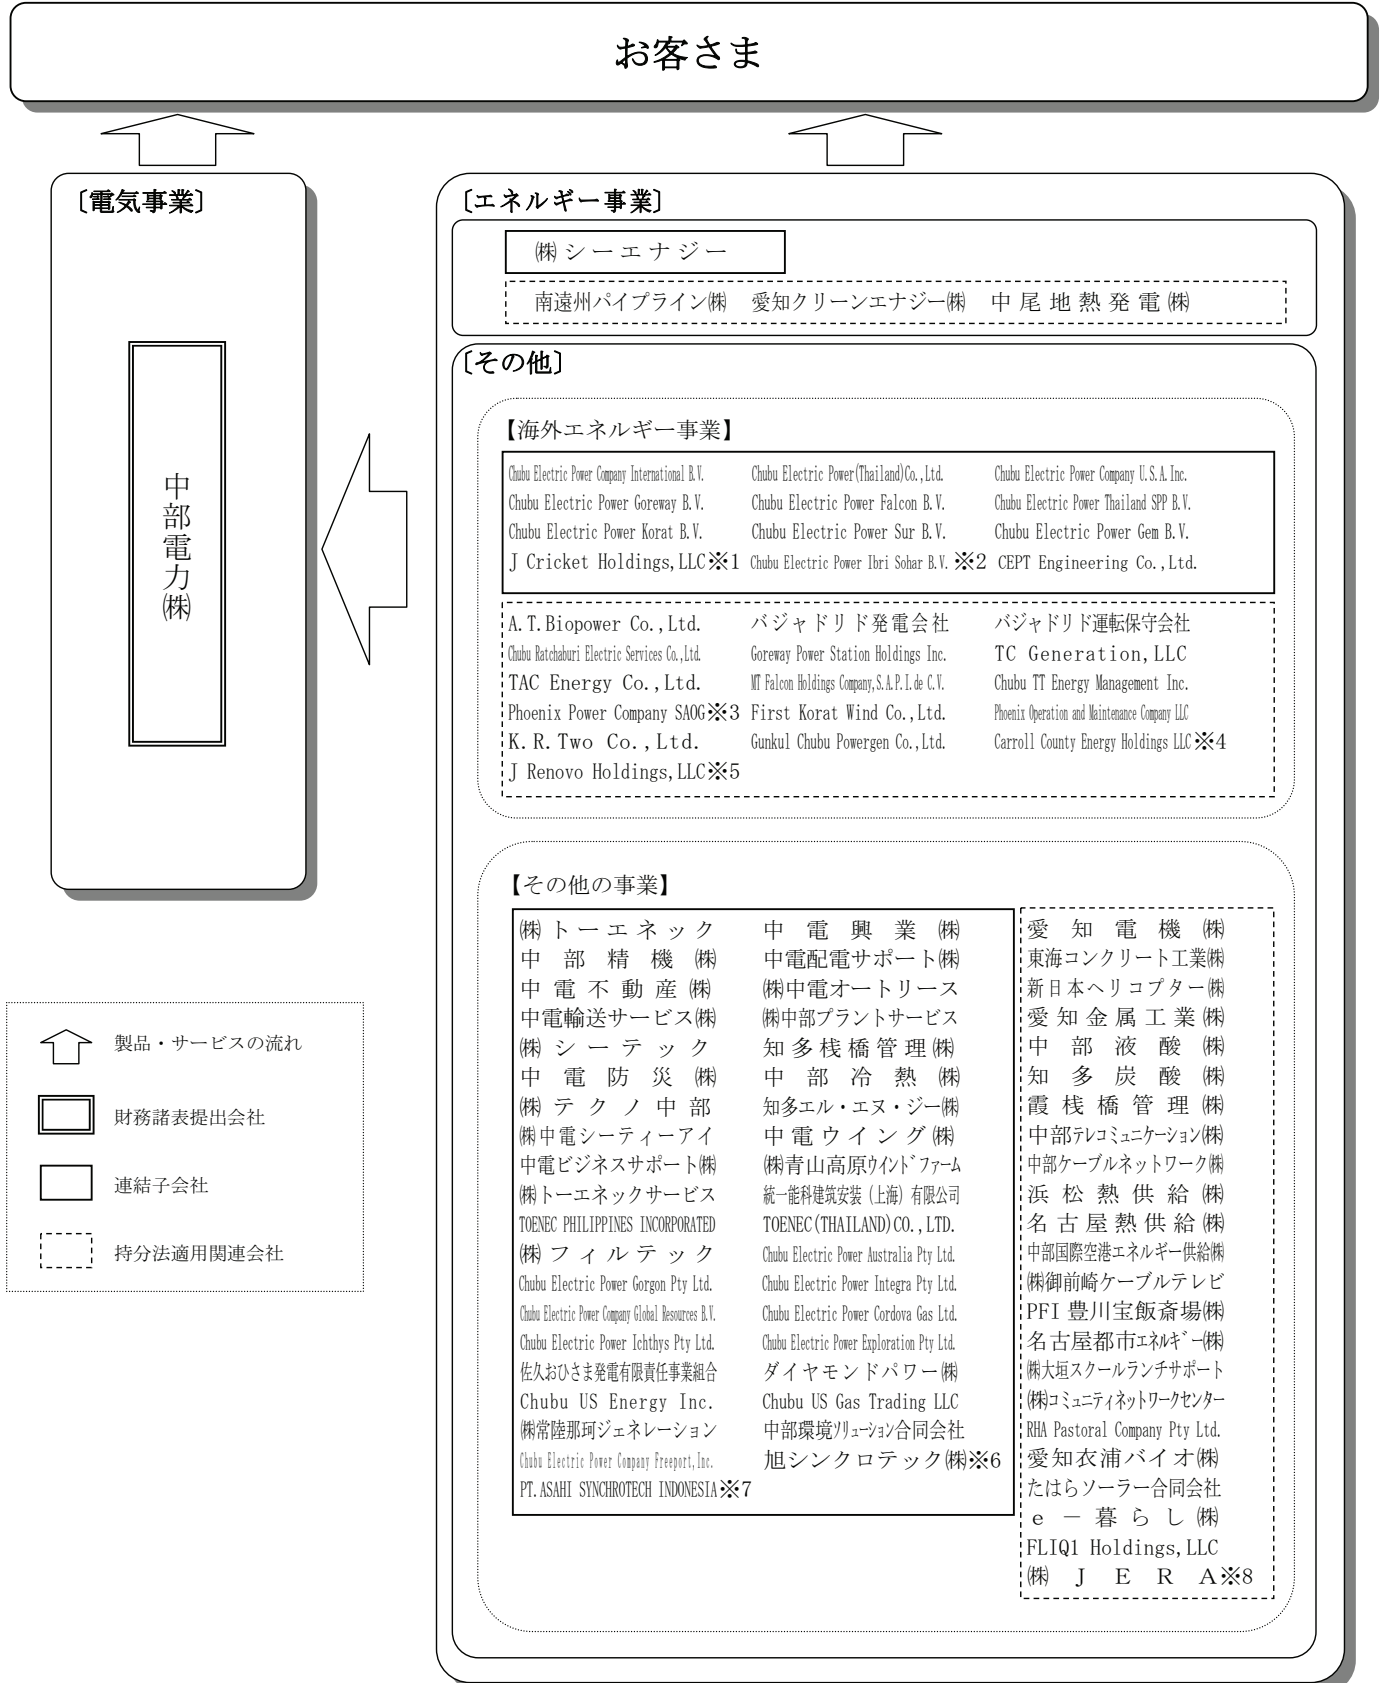 お客さま
〔電気事業〕
中部電力㈱
〔エネルギー事業〕
㈱シーエナジー
南遠州パイプライン㈱ 愛知クリーンエナジー㈱ 中尾地熱発電㈱
〔その他〕
【海外エネルギー事業】
Chubu Electric Power Company International B.V. Chubu Electric Power(Thailand)Co.,Ltd. Chubu Electric Power Company U.S.A.Inc.
Chubu Electric Power Goreway B.V. Chubu Electric Power Falcon B.V. Chubu Electric Power Thailand SPP B.V.
Chubu Electric Power Korat B.V. Chubu Electric Power Sur B.V. Chubu Electric Power Gem B.V.
J Cricket Holdings,LLC※1 Chubu Electric Power Ibri Sohar B.V.※2 CEPT Engineering Co.,Ltd.
A.T.Biopower Co.,Ltd. バジャドリド発電会社 バジャドリド運転保守会社
Chubu Ratchaburi Electric Services Co.,Ltd. Goreway Power Station Holdings Inc. TC Generation,LLC
TAC Energy Co.,Ltd. MT Falcon Holdings Company,S.A.P.I.de C.V. Chubu TT Energy Management Inc.
Phoenix Power Company SAOG※3 First Korat Wind Co.,Ltd. Phoenix Operation and Maintenance Company LLC
K.R.Two Co.,Ltd. Gunkul Chubu Powergen Co.,Ltd. Carroll County Energy Holdings LLC※4
J Renovo Holdings,LLC※5
【その他の事業】
㈱トーエネック 中電興業㈱ 愛知電機㈱
中部精機㈱ 中電配電サポート㈱ 東海コンクリート工業㈱
中電不動産㈱ ㈱中電オートリース 新日本ヘリコプター㈱
中電輸送サービス㈱ ㈱中部プラントサービス 愛知金属工業㈱
㈱シーテック 知多桟橋管理㈱ 中部液酸㈱
中電防災㈱ 中部冷熱㈱ 知多炭酸㈱
㈱テクノ中部 知多エル・エヌ・ジー㈱ 霞桟橋管理㈱
㈱中電シーティーアイ 中電ウイング㈱ 中部テレコミュニケーション㈱
中電ビジネスサポート㈱ ㈱青山高原ウインドファーム 中部ケーブルネットワーク㈱
㈱トーエネックサービス 統一能科建筑安装（上海）有限公司 浜松熱供給㈱
TOENEC PHILIPPINES INCORPORATED TOENEC(THAILAND)CO.,LTD. 名古屋熱供給㈱
㈱フィルテック Chubu Electric Power Australia Pty Ltd. 中部国際空港エネルギー供給㈱
Chubu Electric Power Gorgon Pty Ltd. Chubu Electric Power Integra Pty Ltd. ㈱御前崎ケーブルテレビ
Chubu Electric Power Company Global Resources B.V. Chubu Electric Power Cordova Gas Ltd. PFI 豊川宝飯斎場㈱
Chubu Electric Power Ichthys Pty Ltd. Chubu Electric Power Exploration Pty Ltd. 名古屋都市エネルギー㈱
佐久おひさま発電有限責任事業組合 ダイヤモンドパワー㈱ ㈱大垣スクールランチサポート
Chubu US Energy Inc. Chubu US Gas Trading LLC ㈱コミュニティネットワークセンター
㈱常陸那珂ジェネレーション 中部環境ソリューション合同会社 RHA Pastoral Company Pty Ltd.
Chubu Electric Power Company Freeport,Inc. 旭シンクロテック㈱※6 愛知衣浦バイオ㈱
PT.ASAHI SYNCHROTECH INDONESIA※7 たはらソーラー合同会社
e－暮らし㈱
FLIQ1 Holdings,LLC
㈱JERA※8
製品・サービスの流れ
財務諸表提出会社
連結子会社
持分法適用関連会社